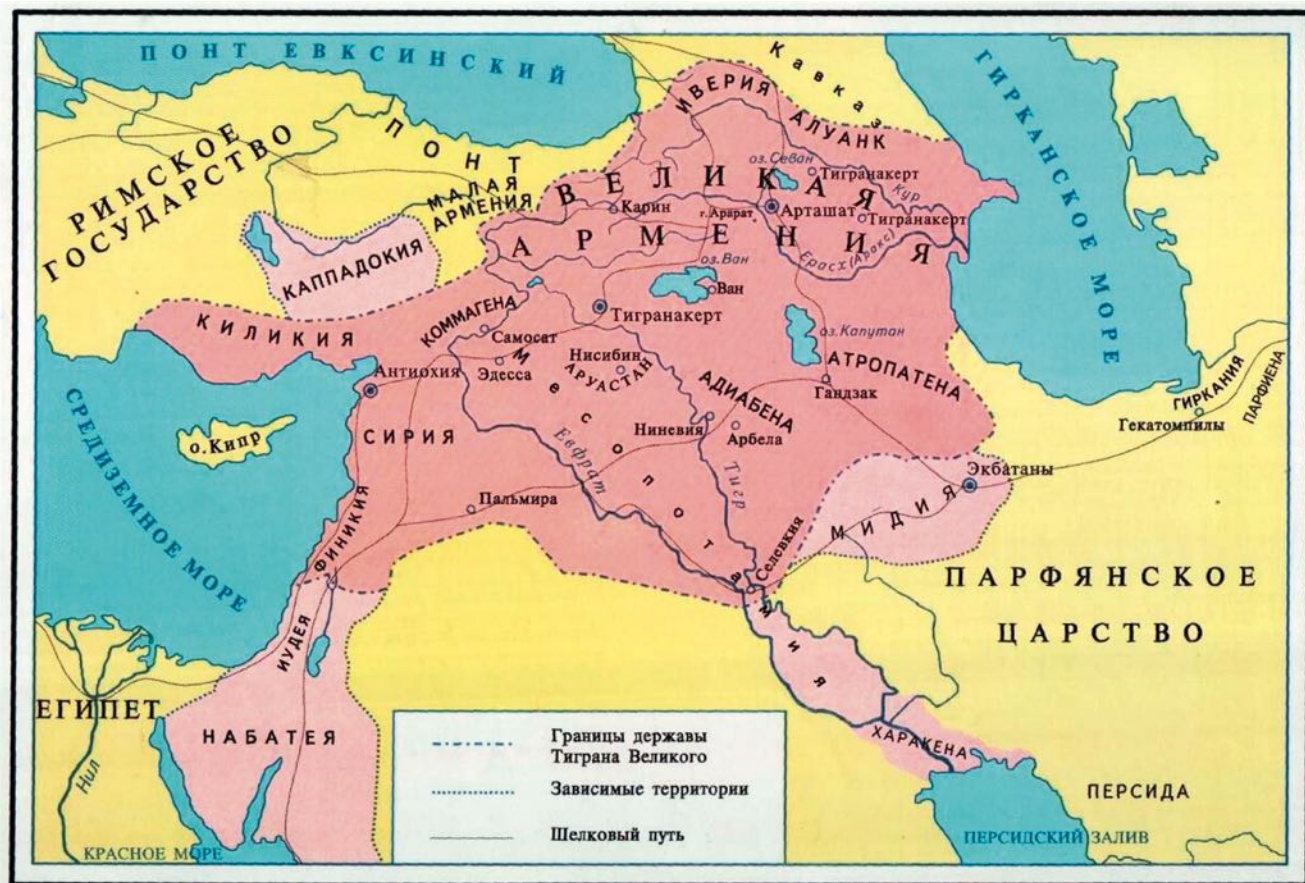 ПОНТ ЕВКСИНСКИЙ
Кавказ
ГИРКАНСКОЕ МОРЕ
ИВЕРИЯ
АЛУАНК
РИМСКОЕ
ГОСУДАРСТВО
ПОНТ
МАЛАЯ
АРМЕНИЯ
ВЕЛИКАЯ
АРМЕНИЯ
оз.Севан
Тигранакерт
Кур
Карин
г.Арарат
Арташат
Тигранакерт
Ерасх(Аракс)
КАППАДОКИЯ
оз.Ван
Ван
КИЛИКИЯ
КОММАГЕНА
Тигранакерт
оз.Капутан
Самосат
Эдесса
Нисибин
АРУАСТАН
Месопотамия
АТРОПАТЕНА
Гандзак
АДИАБЕНА
Антиохия
СИРИЯ
Ниневия
Арбела
ГИРКАНИЯ
ПАРФИЕНА
Гекатомпилы
СРЕДИЗЕМНОЕ МОРЕ
о.Кипр
Евфрат
Тигр
Пальмира
Экбатаны
МИДИЯ
Селевкия
ФИНИКИЯ
ПАРФЯНСКОЕ
ЦАРСТВО
ИУДЕЯ
ЕГИПЕТ
НАБАТЕЯ
Нил
ХАРАКЕНА
ПЕРСИДА
КРАСНОЕ МОРЕ
ПЕРСИДСКИЙ ЗАЛИВ
Границы державы
Тиграна Великого
Зависимые территории
Шелковый путь